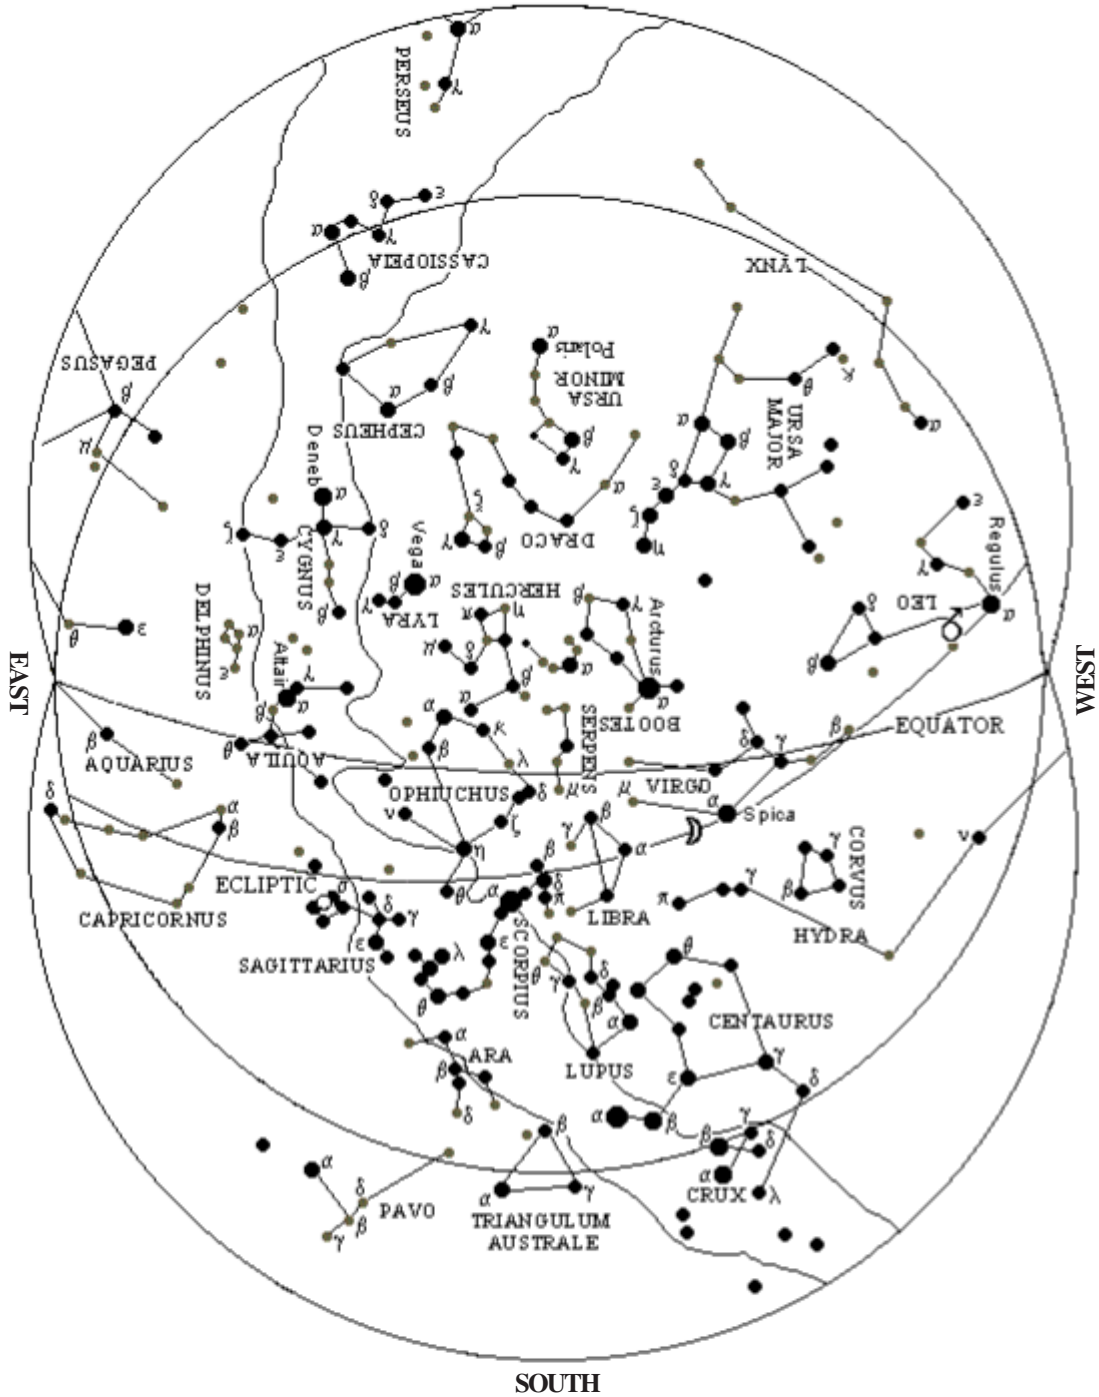 α
PERSEUS
γ
δ
ε
α
γ
CASSIOPEIA
β
LYNX
γ
α
Polaris
URSA
MINOR
PEGASUS
β
μ
α
β
CEPHEUS
κ
θ
URSA
MAJOR
α
α
β
Deneb
α
β
γ
δ
γ
ε
ζ
η
α
DRACO
ζ
γ
β
ζ
ε
γ
δ
CYGNUS
β
ε
Regulus
γ
LEO
α
δ
β
Vega
α
β
γ
LYRA
HERCULES
π
η
μ
δ
β
α
β
γ
Arcturus
α
α
BOOTES
DELPHINUS
α
ε
Altair
γ
α
β
θ
AQUILA
θ
ε
EAST
WEST
EQUATOR
β
AQUARIUS
α
κ
β
λ
SERPENS
μ
μ
δ
γ
β
VIRGO
α
Spica
OPHIUCHUS
δ
ν
ζ
η
θ
δ
α
β
CAPRICORNUS
ECLIPTIC
β
γ
α
LIBRA
CORVUS
γ
β
ν
π
γ
HYDRA
σ
δ
γ
ε
SAGITTARIUS
α
β
δ
π
SCORPIUS
ε
λ
θ
θ
γ
δ
β
α
LUPUS
θ
CENTAURUS
γ
ε
δ
α
β
α
ARA
β
δ
γ
β
δ
α
CRUX
λ
β
α
γ
TRIANGULUM
AUSTRALE
α
δ
β
γ
PAVO
SOUTH